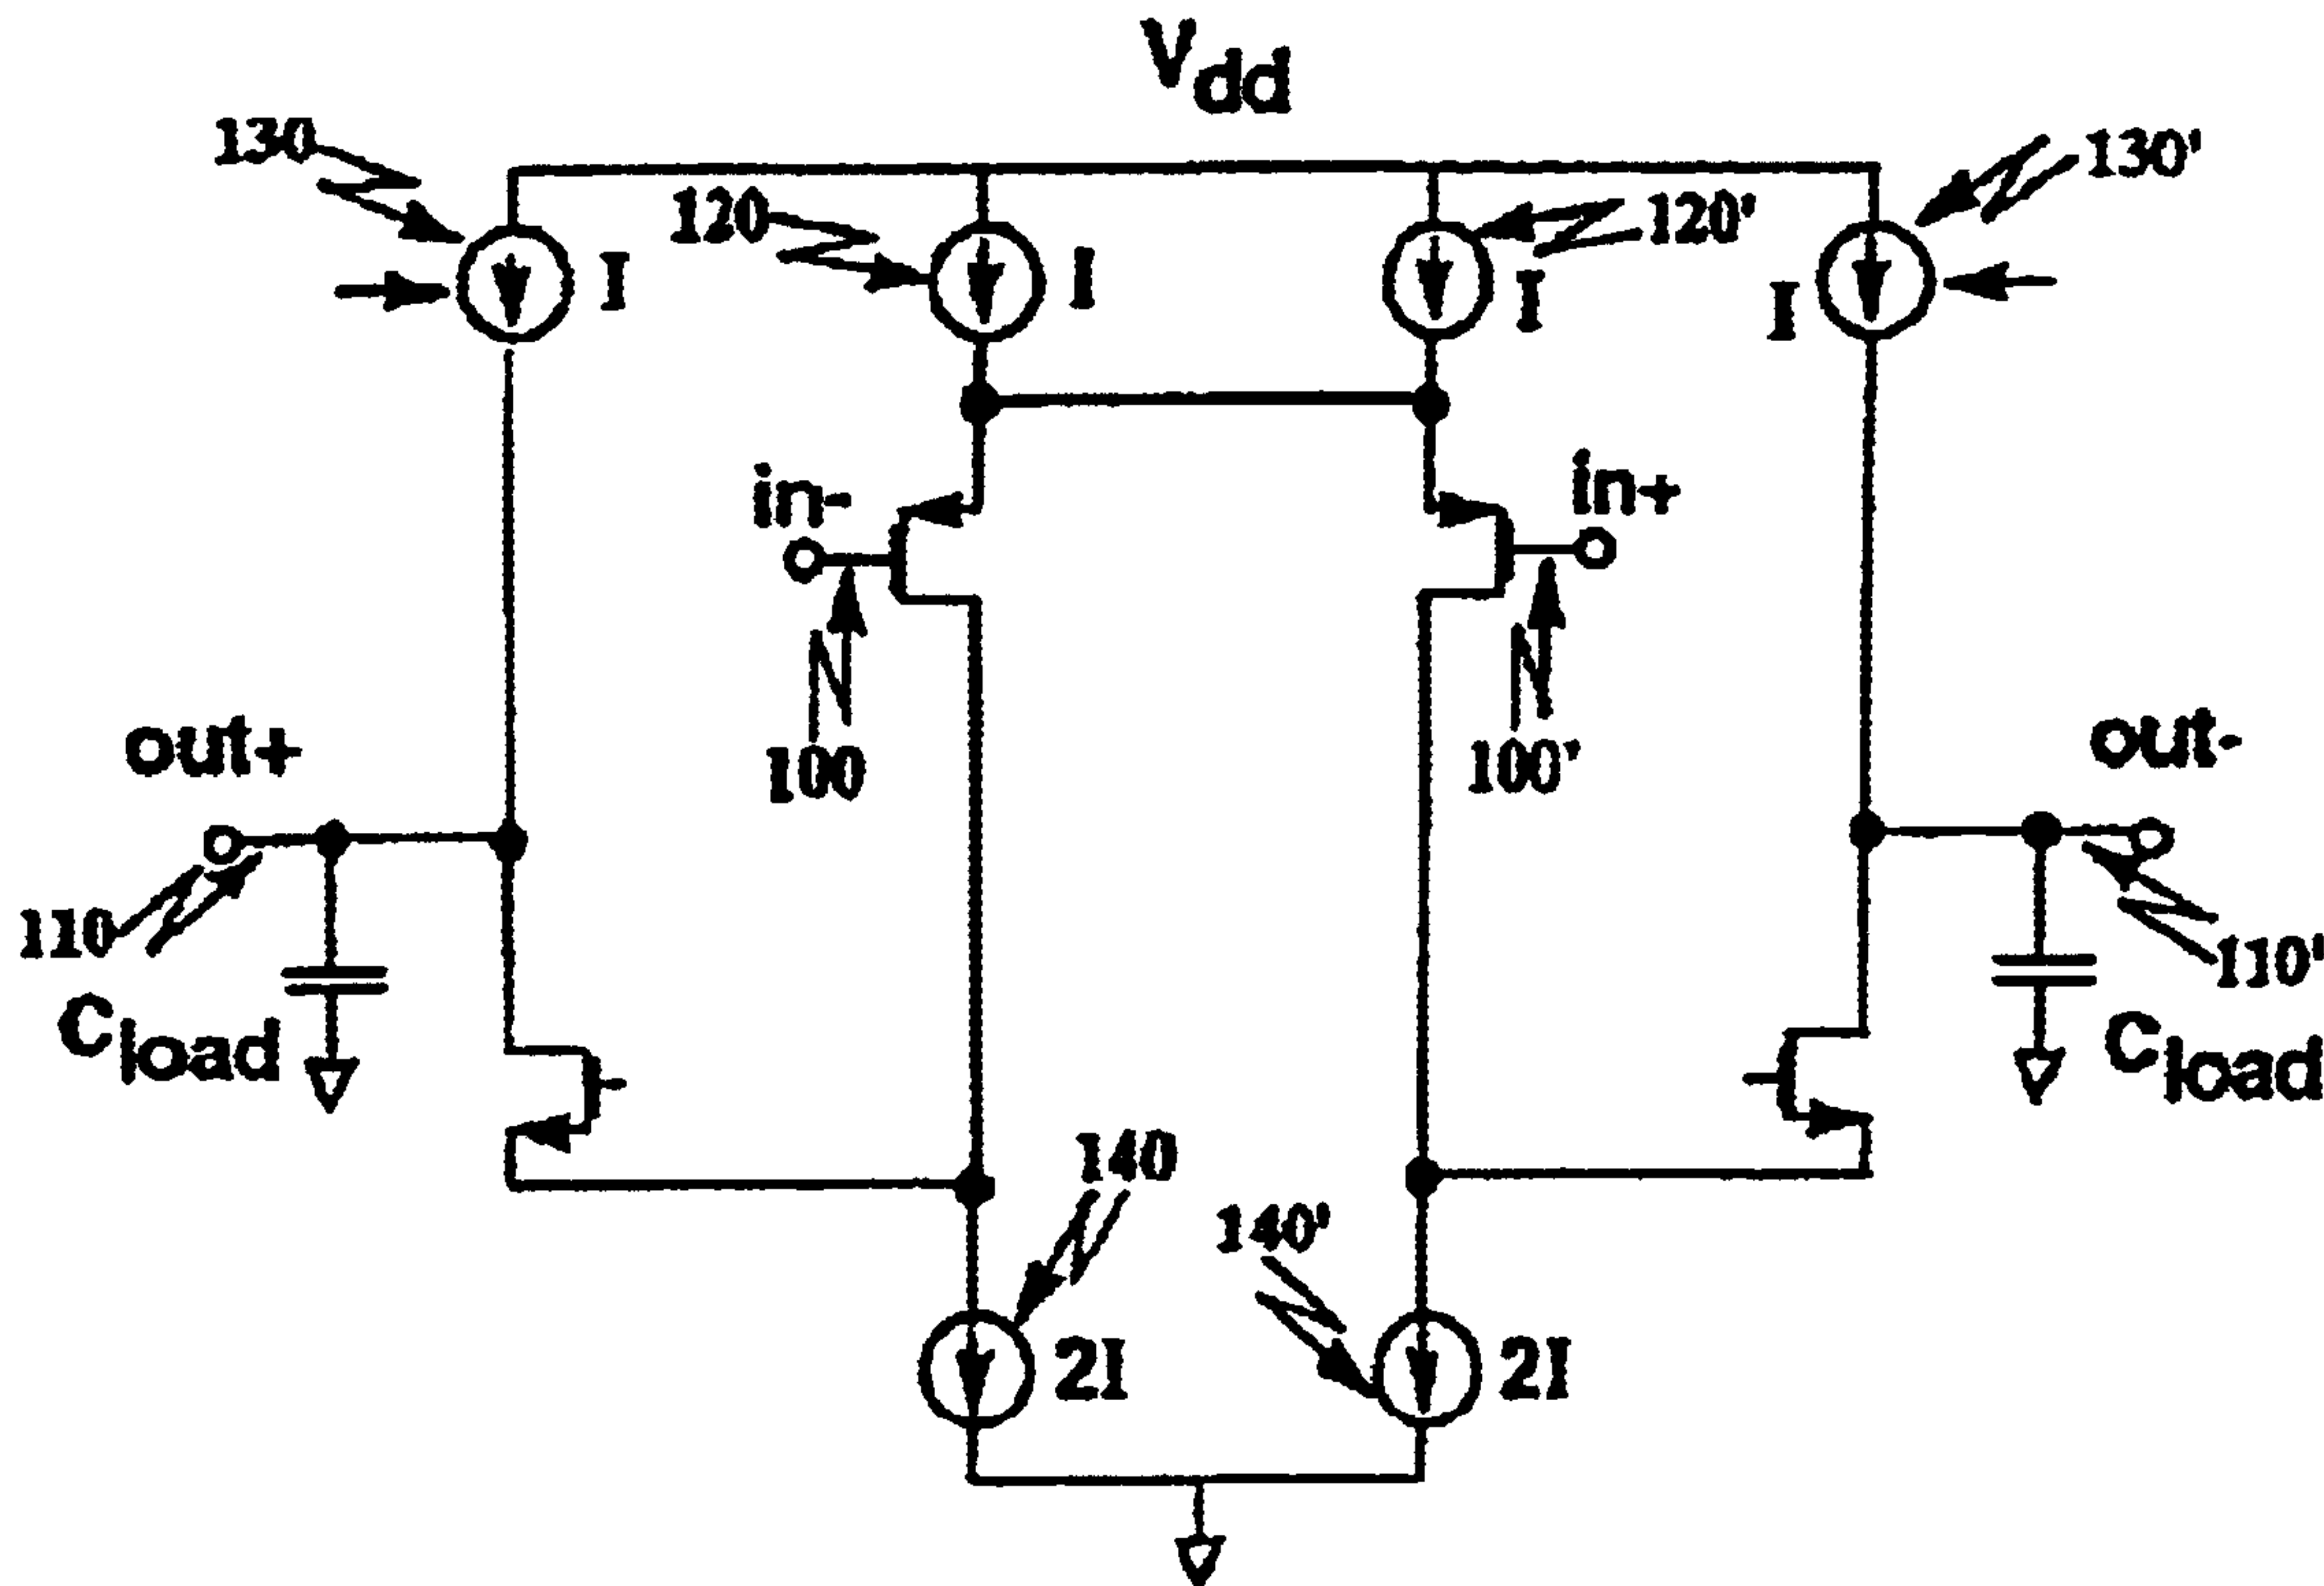 Vdd
130
120
120'
130'
I
I
I
I
in-
in+
100
100'
out+
out-
110
110'
Cload
Cload
140
140'
2I
2I